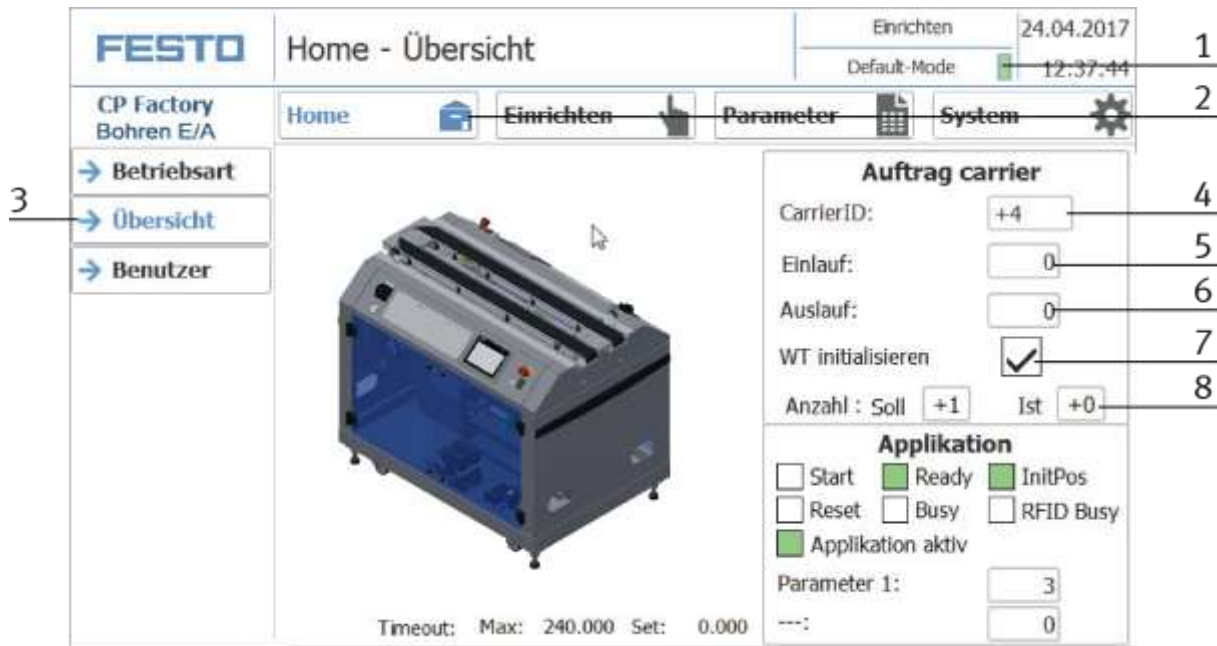 FESTO
Home - Übersicht
Einrichten
24.04.2017
Default-Mode
12:37:44
1
CP Factory
Bohren E/A
Home
Einrichten
Parameter
System
2
Betriebsart
Übersicht
Benutzer
3
Auftrag carrier
CarrierID: +4
4
Einlauf: 0
5
Auslauf: 0
6
WT initialisieren
7
Anzahl : Soll +1 Ist +0
8
Applikation
Start Ready InitPos
Reset Busy RFID Busy
Applikation aktiv
Parameter 1: 3
---: 0
Timeout: Max: 240.000 Set: 0.000